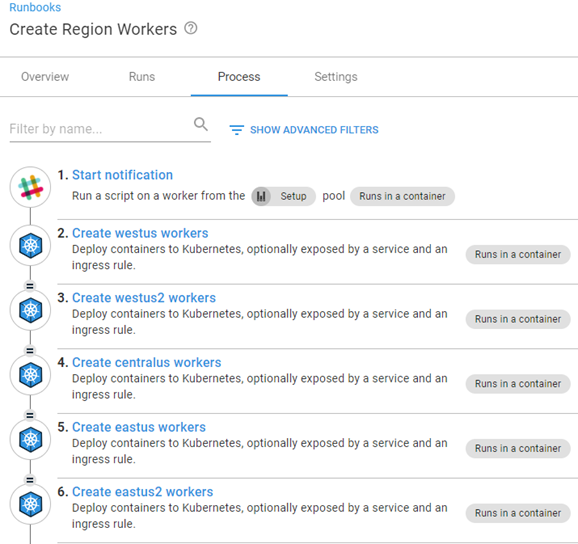 Runbooks
Create Region Workers ?
Overview Runs Process Settings
Filter by name... SHOW ADVANCED FILTERS
1. Start notification
Run a script on a worker from the Setup pool Runs in a container
2. Create westus workers
Deploy containers to Kubernetes, optionally exposed by a service and an
ingress rule.
Runs in a container
=
3. Create westus2 workers
Deploy containers to Kubernetes, optionally exposed by a service and an
ingress rule.
Runs in a container
=
4. Create centralus workers
Deploy containers to Kubernetes, optionally exposed by a service and an
ingress rule.
Runs in a container
=
5. Create eastus workers
Deploy containers to Kubernetes, optionally exposed by a service and an
ingress rule.
Runs in a container
=
6. Create eastus2 workers
Deploy containers to Kubernetes, optionally exposed by a service and an
ingress rule.
Runs in a container